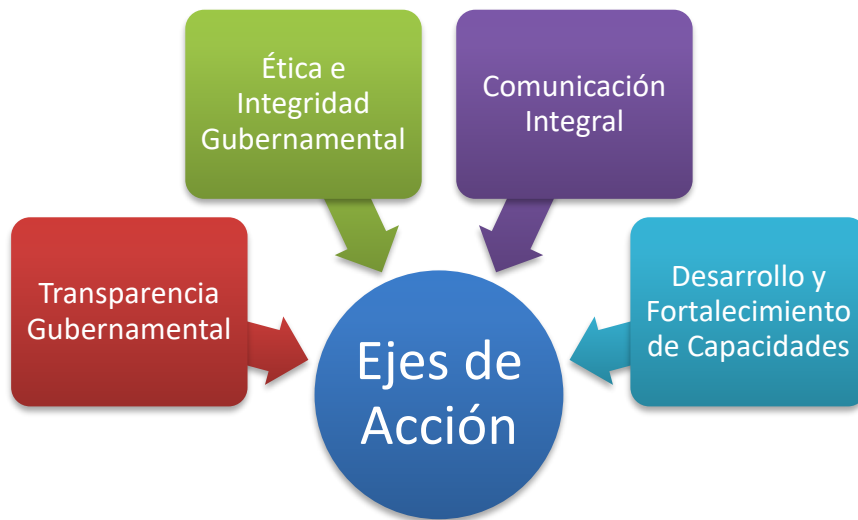 Ética e
Integridad
Gubernamental
Comunicación
Integral
Transparencia
Gubernamental
Desarrollo y
Fortalecimiento
de Capacidades
Ejes de
Acción